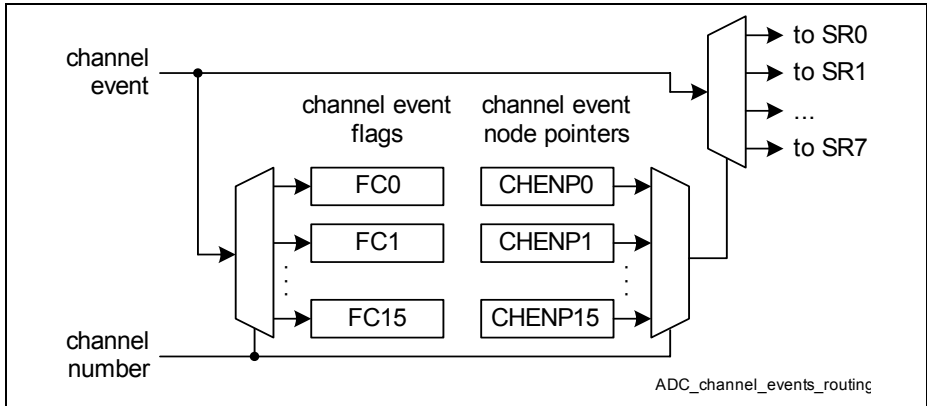 channel
event
channel event
flags
channel event
node pointers
to SR0
to SR1
...
to SR7
FC0
CHENP0
FC1
CHENP1
FC15
CHENP15
channel
number
ADC_channel_events_routing